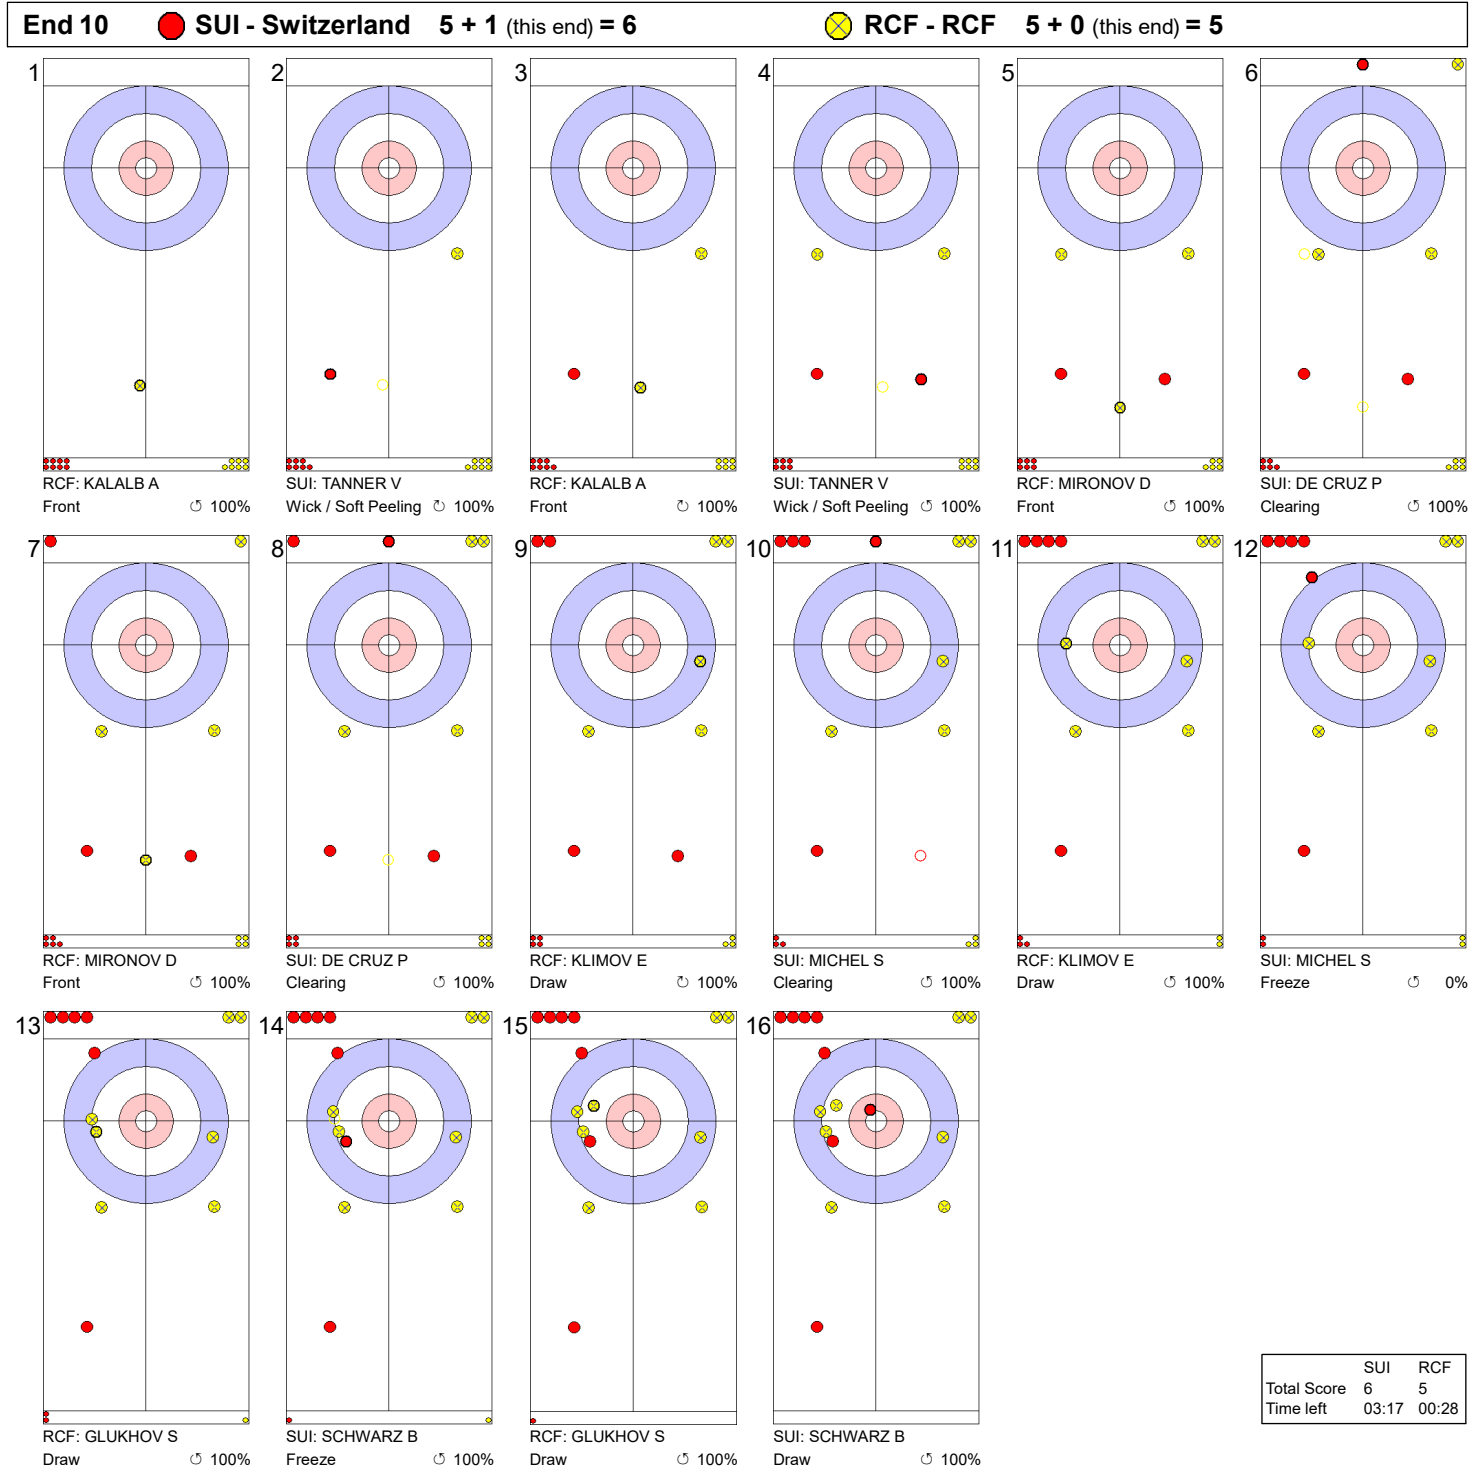 End 10 SUI - Switzerland 5 + 1 (this end) = 6 RCF - RCF 5 + 0 (this end) = 5
1 2 3 4 5 6
RCF: KALALB A SUI: TANNER V RCF: KALALB A SUI: TANNER V RCF: MIRONOV D SUI: DE CRUZ P
Front ↺ 100% Wick / Soft Peeling ↻ 100% Front ↺ 100% Wick / Soft Peeling ↺ 100% Front ↺ 100% Clearing ↺ 100%
7 8 9 10 11 12
RCF: MIRONOV D SUI: DE CRUZ P RCF: KLIMOV E SUI: MICHEL S RCF: KLIMOV E SUI: MICHEL S
Front ↺ 100% Clearing ↺ 100% Draw ↻ 100% Clearing ↺ 100% Draw ↺ 100% Freeze ↺ 0%
13 14 15 16
RCF: GLUKHOV S SUI: SCHWARZ B RCF: GLUKHOV S SUI: SCHWARZ B
Draw ↺ 100% Freeze ↺ 100% Draw ↺ 100% Draw ↺ 100%
SUI RCF
Total Score 6 5
Time left 03:17 00:28